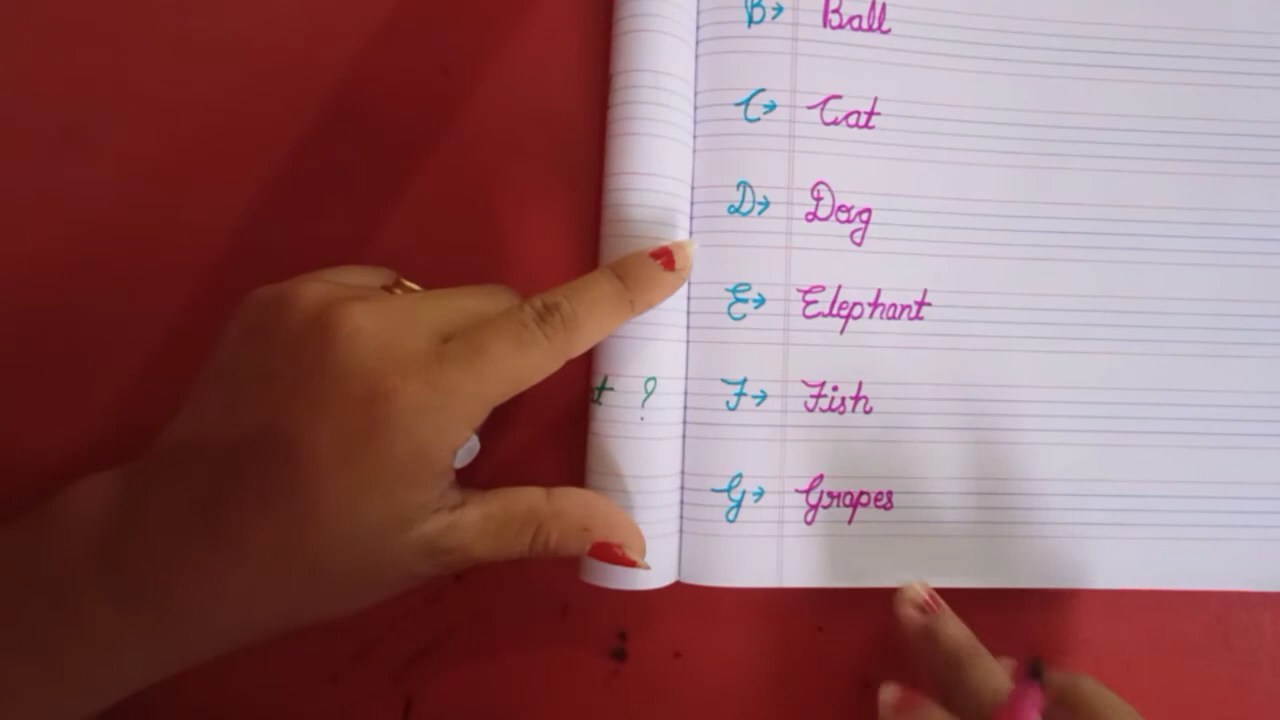 B→ Ball
C→ Cat
D→ Dog
E→ Elephant
t ? F→ Fish
G→ Grapes